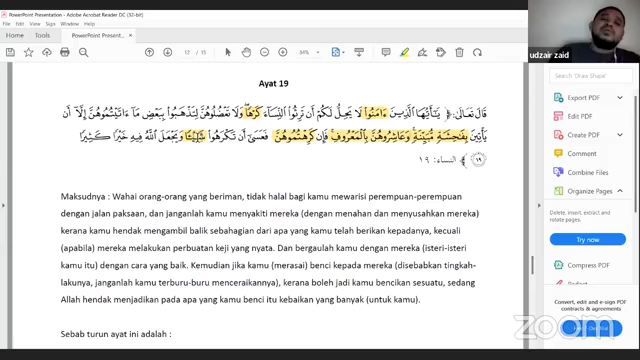 PowerPoint Presentation - Adobe Acrobat Reader DC (32-bit)
File Edit View Sign Window Help
Home Tools PowerPoint Present... ×
12 / 15 84%
udzair zaid
Ayat 19
قَالَ تَعَالَىٰ: ﴿ يَـٰٓأَيُّهَا ٱلَّذِينَ ءَامَنُوا۟ لَا يَحِلُّ لَكُمْ أَن تَرِثُوا۟ ٱلنِّسَآءَ كَرْهًا ۖ وَلَا تَعْضُلُوهُنَّ لِتَذْهَبُوا۟ بِبَعْضِ مَآ ءَاتَيْتُمُوهُنَّ إِلَّآ أَن
يَأْتِينَ بِفَـٰحِشَةٍ مُّبَيِّنَةٍ ۚ وَعَاشِرُوهُنَّ بِٱلْمَعْرُوفِ ۚ فَإِن كَرِهْتُمُوهُنَّ فَعَسَىٰٓ أَن تَكْرَهُوا۟ شَيْـًٔا وَيَجْعَلَ ٱللَّهُ فِيهِ خَيْرًا كَثِيرًا
١٩ ﴾ النساء: ١٩
Maksudnya : Wahai orang-orang yang beriman, tidak halal bagi kamu mewarisi perempuan-perempuan
dengan jalan paksaan, dan janganlah kamu menyakiti mereka (dengan menahan dan menyusahkan mereka)
kerana kamu hendak mengambil balik sebahagian dari apa yang kamu telah berikan kepadanya, kecuali
(apabila) mereka melakukan perbuatan keji yang nyata. Dan bergaulah kamu dengan mereka (isteri-isteri
kamu itu) dengan cara yang baik. Kemudian jika kamu (merasai) benci kepada mereka (disebabkan tingkah-
lakunya, janganlah kamu terburu-buru menceraikannya), kerana boleh jadi kamu bencikan sesuatu, sedang
Allah hendak menjadikan pada apa yang kamu benci itu kebaikan yang banyak (untuk kamu).
Sebab turun ayat ini adalah :
Search 'Draw Shape'
Export PDF
Edit PDF
Create PDF
Comment
Combine Files
Organize Pages
Delete, insert, extract and
rotate pages.
Try now
Compress PDF
Convert, edit and e-sign PDF
forms & agreements
zoom